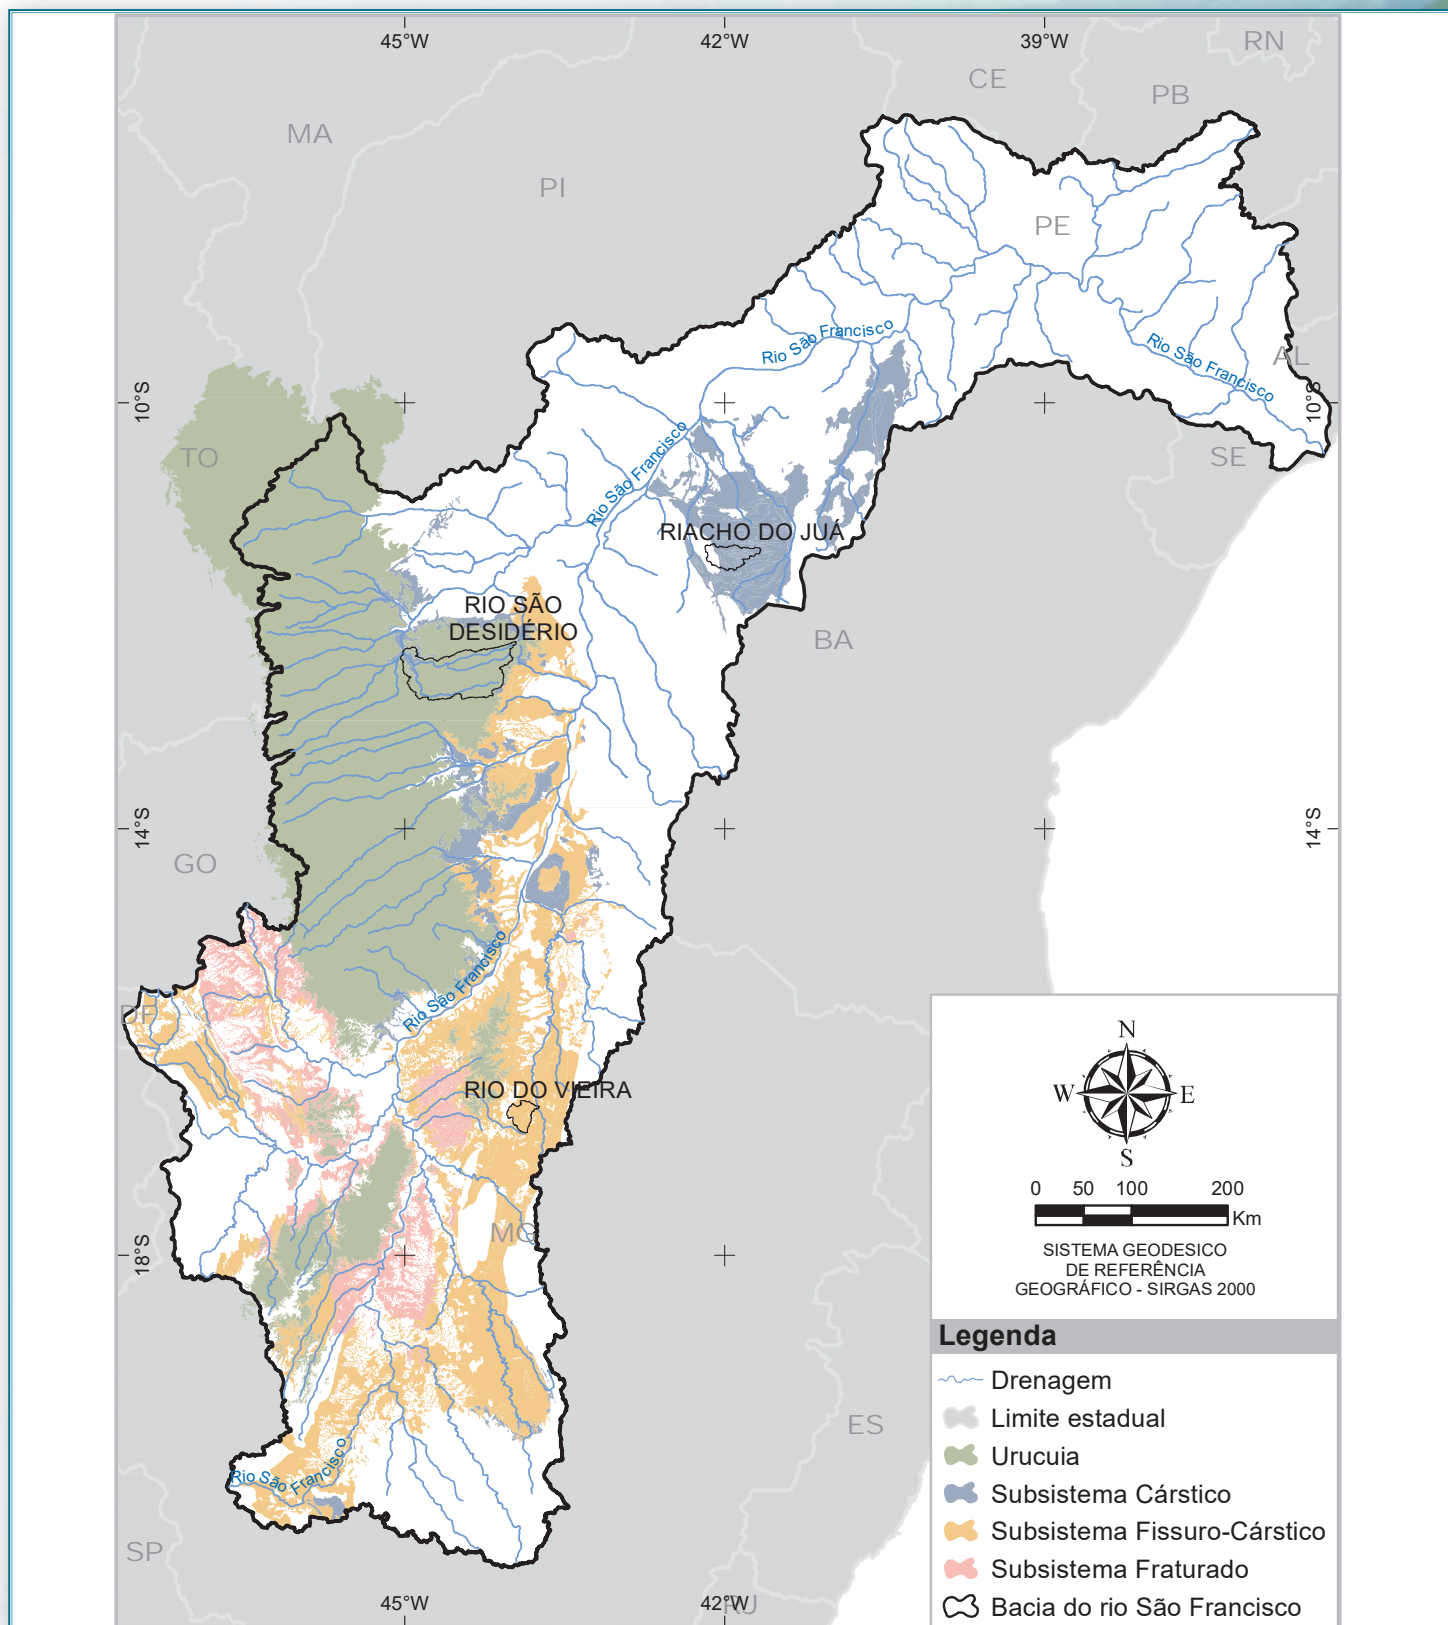 45°W
42°W
39°W
RN
CE
PB
MA
PI
PE
Rio São Francisco
Rio São Francisco
AL
10°S
10°S
TO
SE
Rio São Francisco
RIACHO DO JUÁ
RIO SÃO
DESIDÉRIO
BA
14°S
14°S
GO
Rio São Francisco
DF
RIO DO VIEIRA
MG
18°S
N
W
E
S
0
50
100
200
Km
SISTEMA GEODESICO
DE REFERÊNCIA
GEOGRÁFICO - SIRGAS 2000
Legenda
Drenagem
Limite estadual
Urucuia
Subsistema Cárstico
Subsistema Fissuro-Cárstico
Subsistema Fraturado
Bacia do rio São Francisco
ES
Rio São Francisco
SP
45°W
42°W
RJ